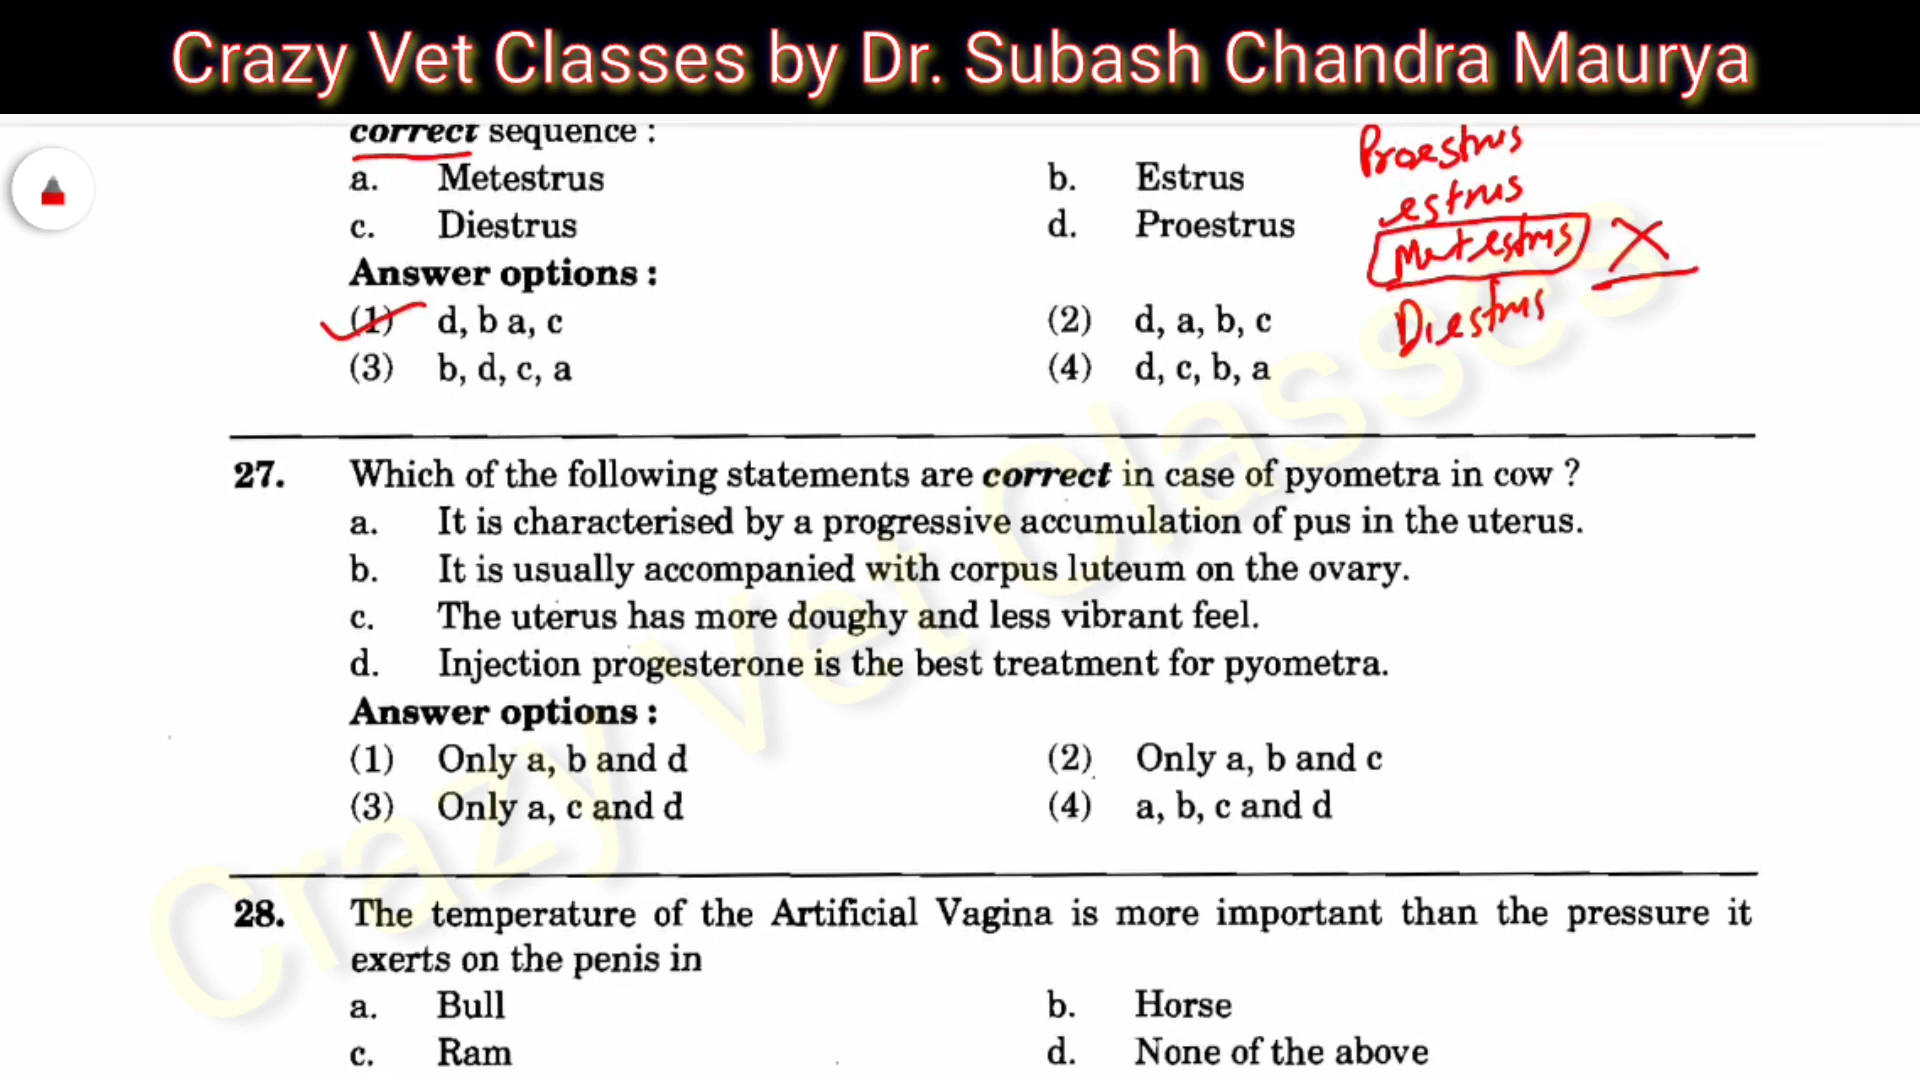 Crazy Vet Classes by Dr. Subash Chandra Maurya
correct sequence :
a. Metestrus b. Estrus
c. Diestrus d. Proestrus
Answer options :
(1) d, b a, c (2) d, a, b, c
(3) b, d, c, a (4) d, c, b, a
Proestrus
estrus
Metestrus
Diestrus
27. Which of the following statements are correct in case of pyometra in cow ?
a. It is characterised by a progressive accumulation of pus in the uterus.
b. It is usually accompanied with corpus luteum on the ovary.
c. The uterus has more doughy and less vibrant feel.
d. Injection progesterone is the best treatment for pyometra.
Answer options :
(1) Only a, b and d (2) Only a, b and c
(3) Only a, c and d (4) a, b, c and d
28. The temperature of the Artificial Vagina is more important than the pressure it
exerts on the penis in
a. Bull b. Horse
c. Ram d. None of the above
Crazy Vet Classes